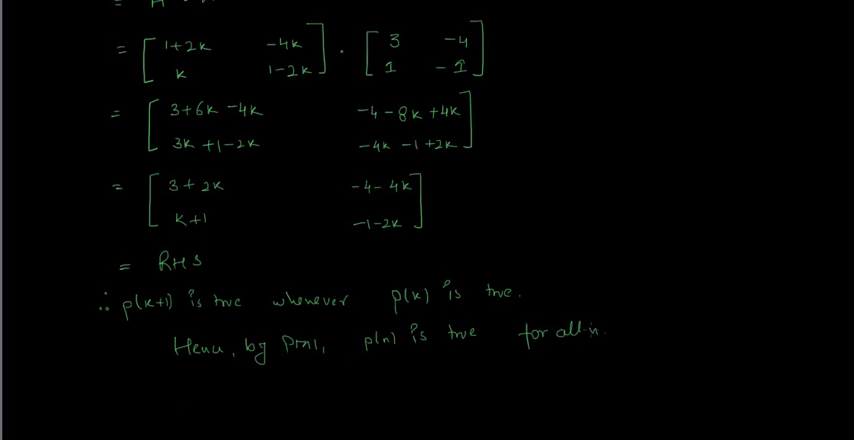 = [ 1+2k -4k ] . [ 3 -4 ]
[ k 1-2k ] [ 1 -1 ]
= [ 3+6k-4k -4-8k+4k ]
[ 3k+1-2k -4k-1+2k ]
= [ 3+2k -4-4k ]
[ k+1 -1-2k ]
= RHS
∴ p(k+1) is true whenever p(k) is true.
Hence, by PMI, p(n) is true for all n.